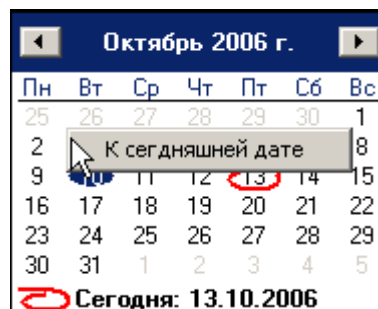 Октябрь 2006 г.
Пн Вт Ср Чт Пт Сб Вс
25 26 27 28 29 30 1
2 К сегдняшней дате 8
9 10 11 12 13 14 15
16 17 18 19 20 21 22
23 24 25 26 27 28 29
30 31 1 2 3 4 5
Сегодня: 13.10.2006